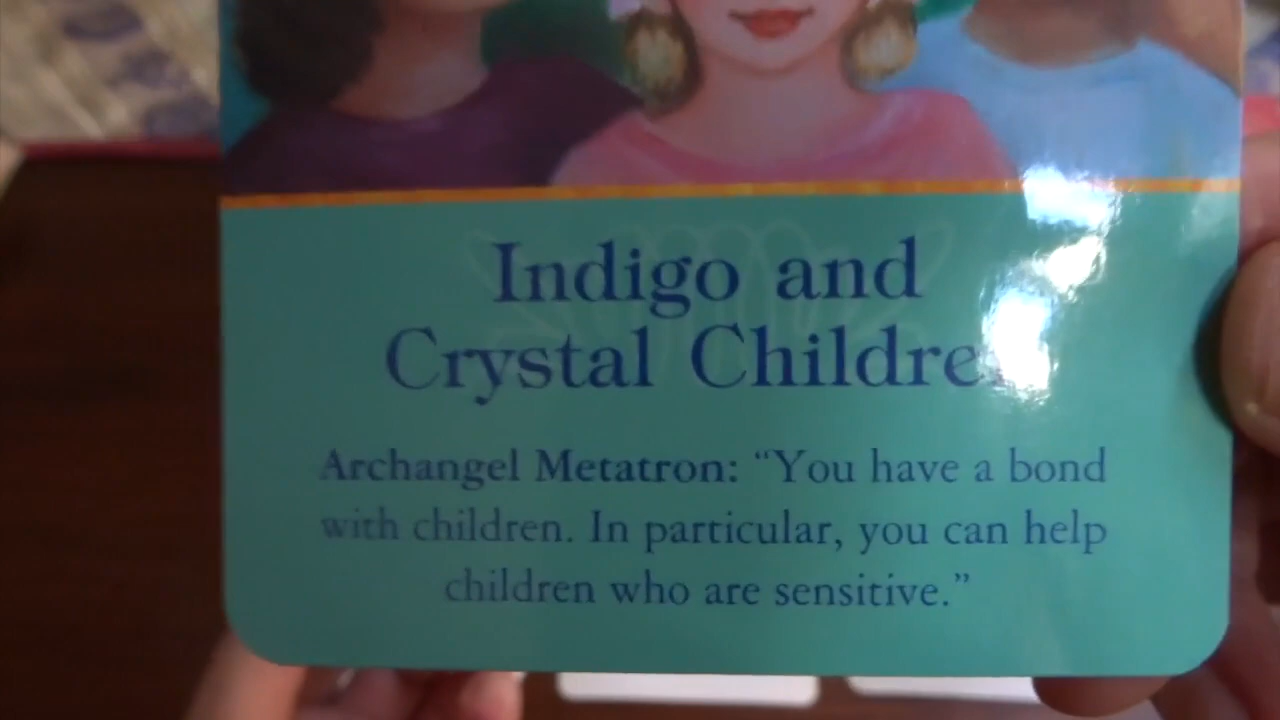 Indigo and
Crystal Childre
Archangel Metatron: “You have a bond
with children. In particular, you can help
children who are sensitive.”